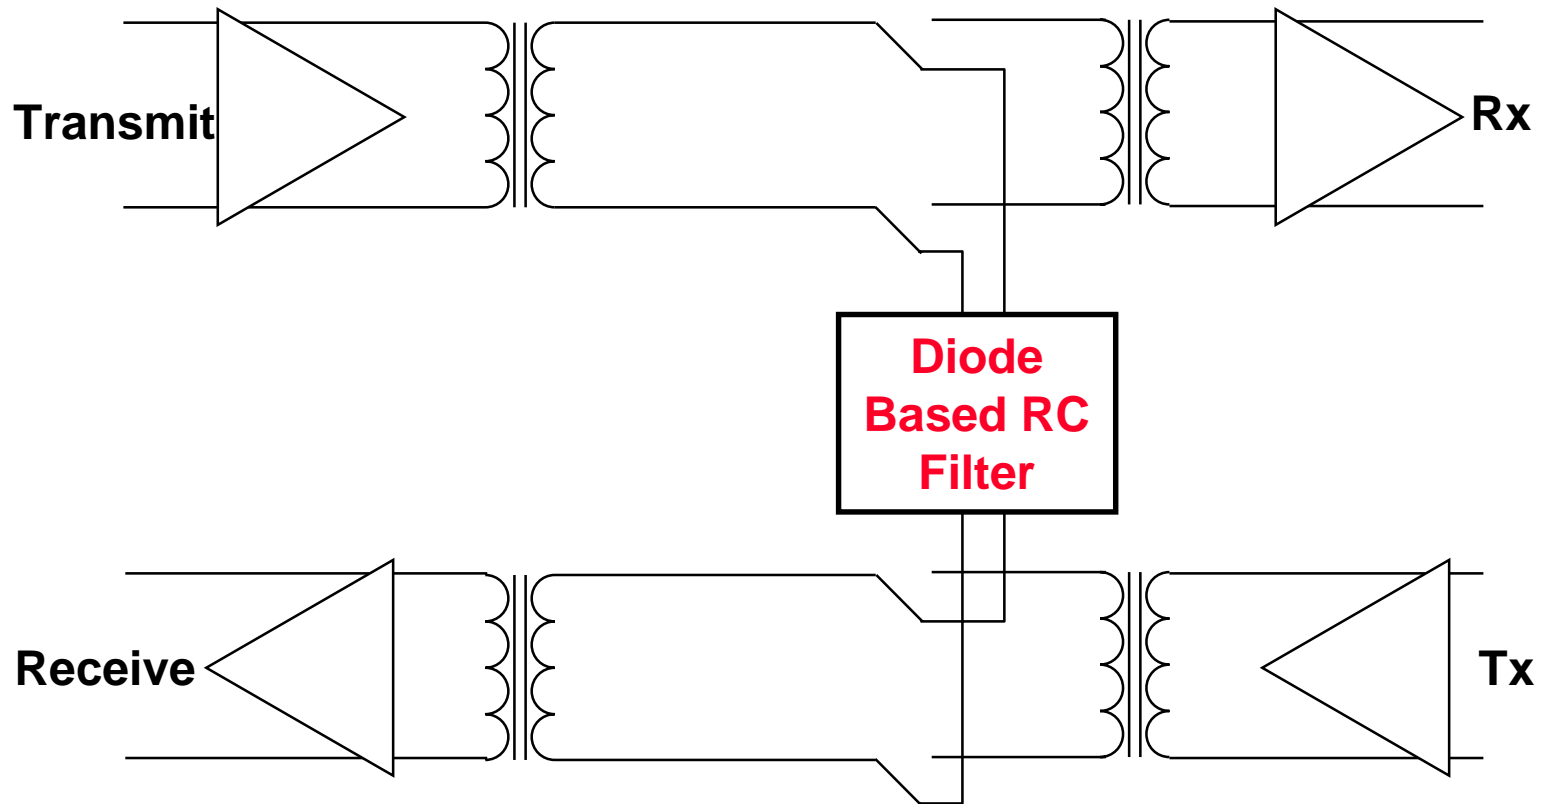 Transmit
Rx
Diode
Based RC
Filter
Receive
Tx